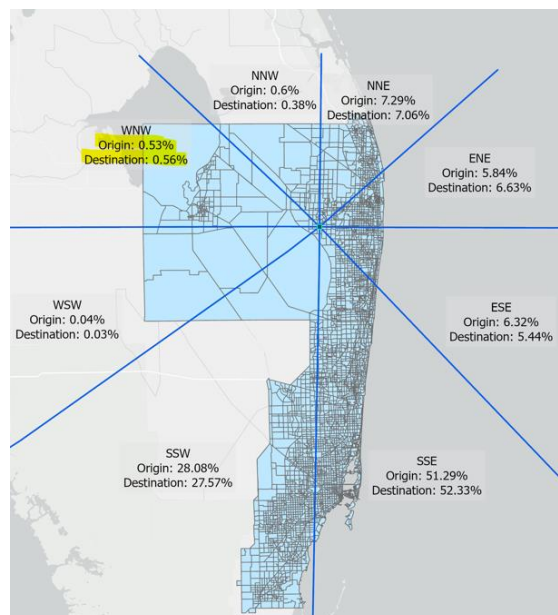 NNW
Origin: 0.6%
Destination: 0.38%
NNE
Origin: 7.29%
Destination: 7.06%
WNW
Origin: 0.53%
Destination: 0.56%
ENE
Origin: 5.84%
Destination: 6.63%
WSW
Origin: 0.04%
Destination: 0.03%
ESE
Origin: 6.32%
Destination: 5.44%
SSW
Origin: 28.08%
Destination: 27.57%
SSE
Origin: 51.29%
Destination: 52.33%